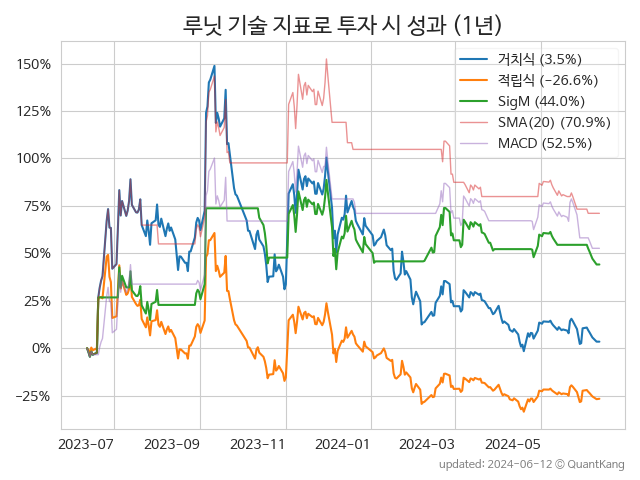 루닛 기술 지표로 투자 시 성과 (1년)
150%
125%
100%
75%
50%
25%
0%
−25%
거치식 (3.5%)
적립식 (−26.6%)
SigM (44.0%)
SMA(20) (70.9%)
MACD (52.5%)
2023−07
2023−09
2023−11
2024−01
2024−03
2024−05
updated: 2024-06-12 © QuantKang